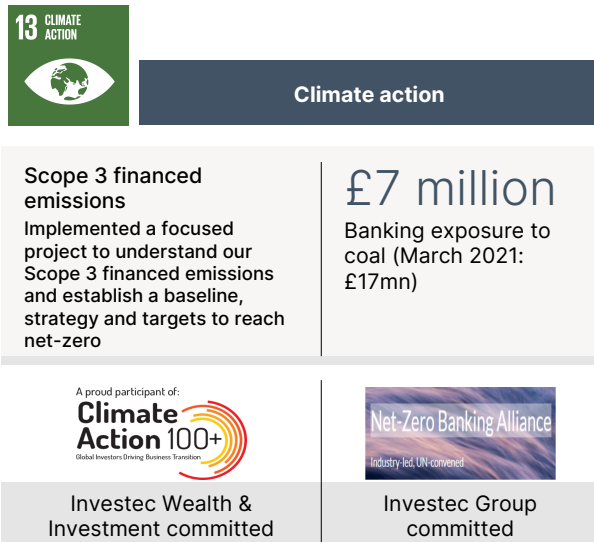 13 CLIMATE
ACTION
Climate action
Scope 3 financed
emissions
Implemented a focused
project to understand our
Scope 3 financed emissions
and establish a baseline,
strategy and targets to reach
net-zero
£7 million
Banking exposure to
coal (March 2021:
£17mn)
A proud participant of:
Climate
Action 100+
Global Investors Driving Business Transition
Net-Zero Banking Alliance
Industry-led, UN-convened
Investec Wealth &
Investment committed
Investec Group
committed